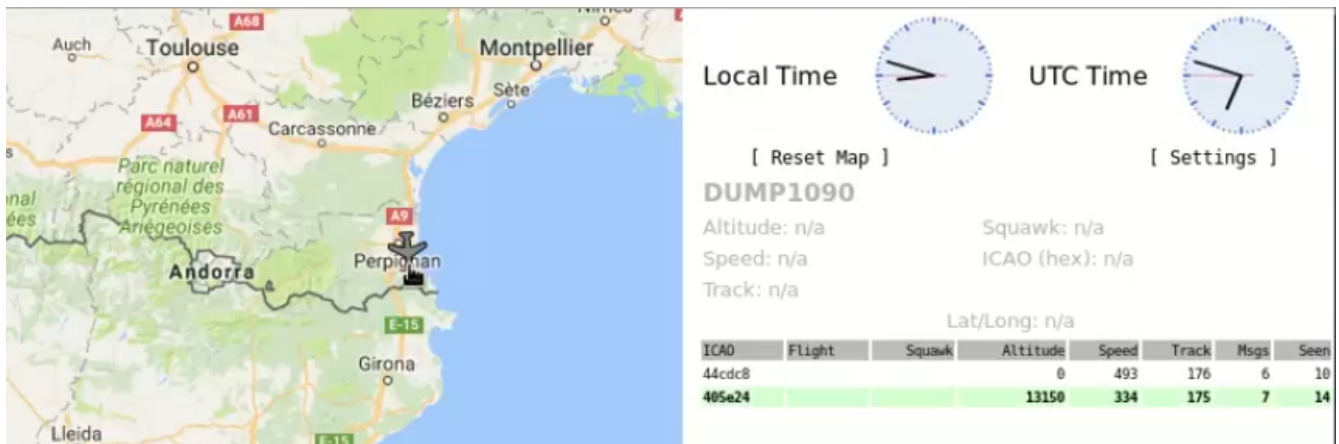 A68
Nîmes
Auch
Toulouse
Montpellier
Sète
Béziers
A64
A61
Carcassonne
Parc naturel
régional des
Pyrénées
Ariégeoises
A9
Perpignan
Andorra
E-15
Girona
Lleida
E-15
Local Time
UTC Time
[ Reset Map ]
[ Settings ]
DUMP1090
Altitude: n/a
Squawk: n/a
Speed: n/a
ICAO (hex): n/a
Track: n/a
Lat/Long: n/a
ICAO Flight Squawk Altitude Speed Track Msgs Seen
44cdc8 0 493 176 6 10
405e24 13150 334 175 7 14